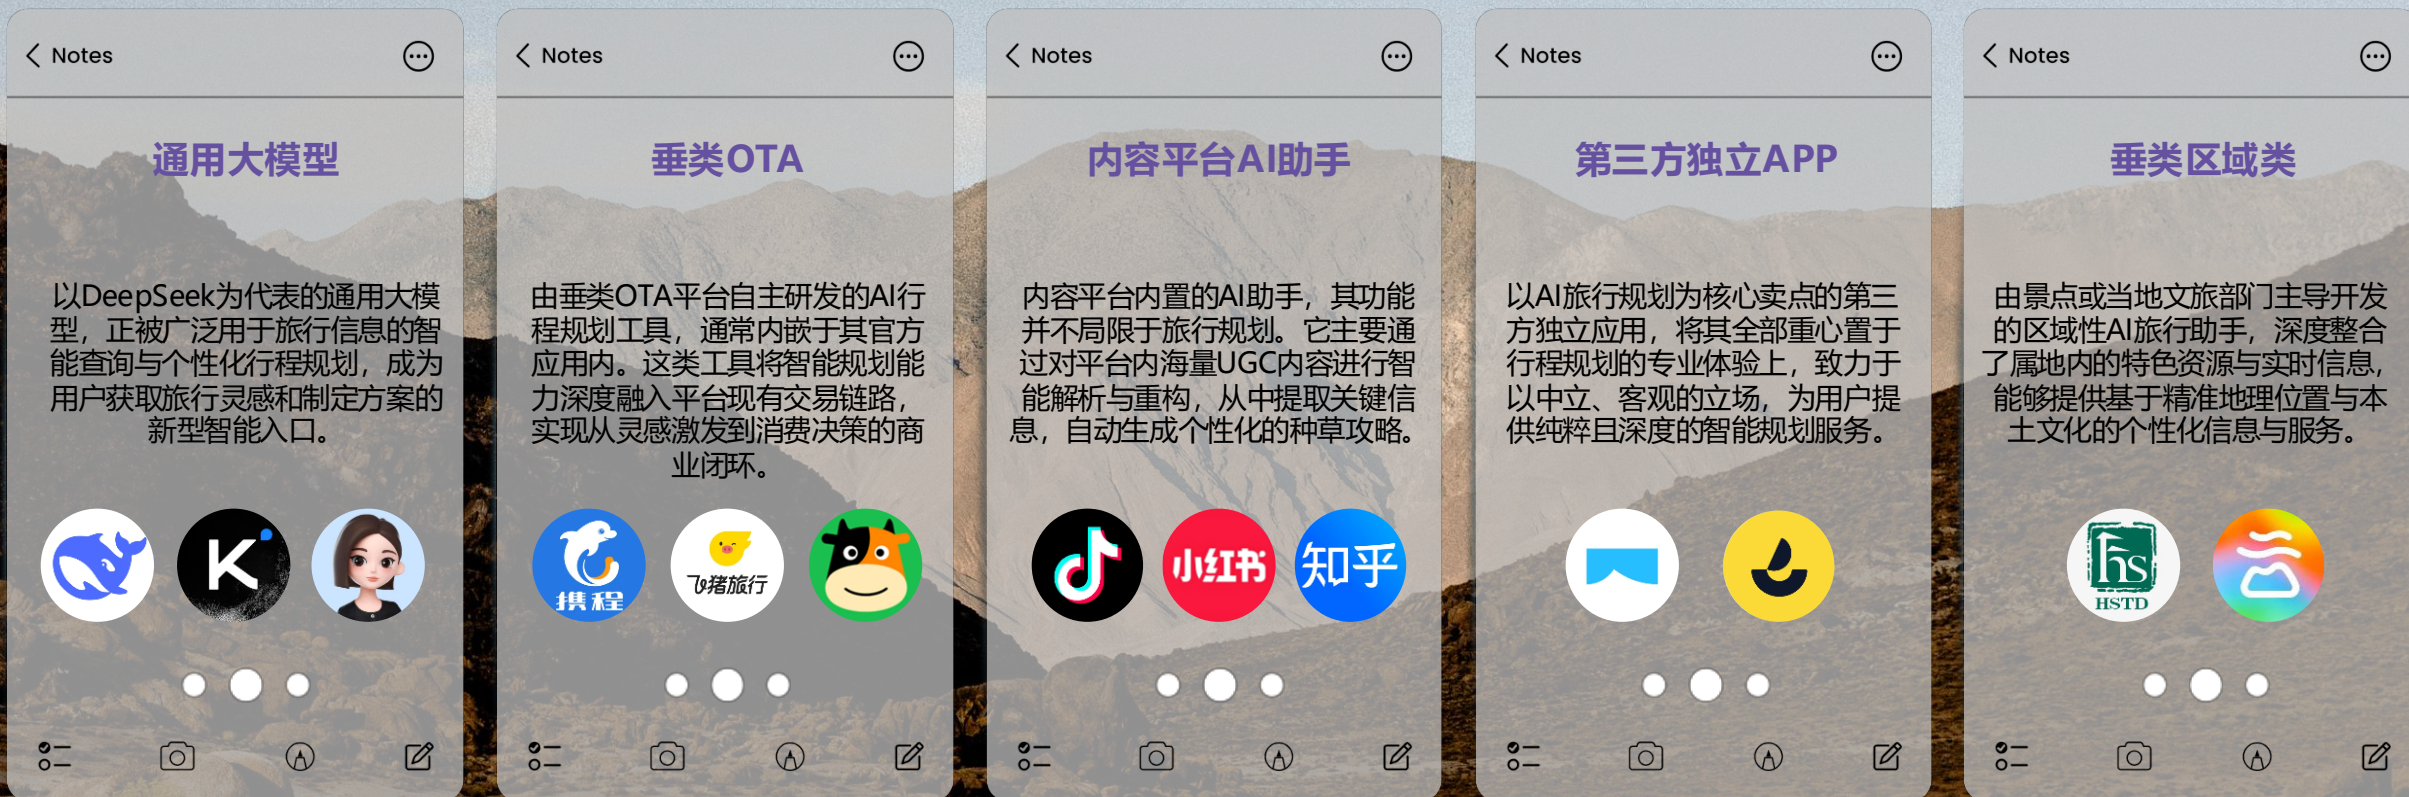 Notes
通用大模型
以DeepSeek为代表的通用大模
型，正被广泛用于旅行信息的智
能查询与个性化行程规划，成为
用户获取旅行灵感和制定方案的
新型智能入口。
Notes
垂类OTA
由垂类OTA平台自主研发的AI行
程规划工具，通常内嵌于其官方
应用内。这类工具将智能规划能
力深度融入平台现有交易链路，
实现从灵感激发到消费决策的商
业闭环。
携程
飞猪旅行
Notes
内容平台AI助手
内容平台内置的AI助手，其功能
并不局限于旅行规划。它主要通
过对平台内海量UGC内容进行智
能解析与重构，从中提取关键信
息，自动生成个性化的种草攻略。
小红书
知乎
Notes
第三方独立APP
以AI旅行规划为核心卖点的第三
方独立应用，将其全部重心置于
行程规划的专业体验上，致力于
以中立、客观的立场，为用户提
供纯粹且深度的智能规划服务。
Notes
垂类区域类
由景点或当地文旅部门主导开发
的区域性AI旅行助手，深度整合
了属地内的特色资源与实时信息，
能够提供基于精准地理位置与本
土文化的个性化信息与服务。
hs
HSTD